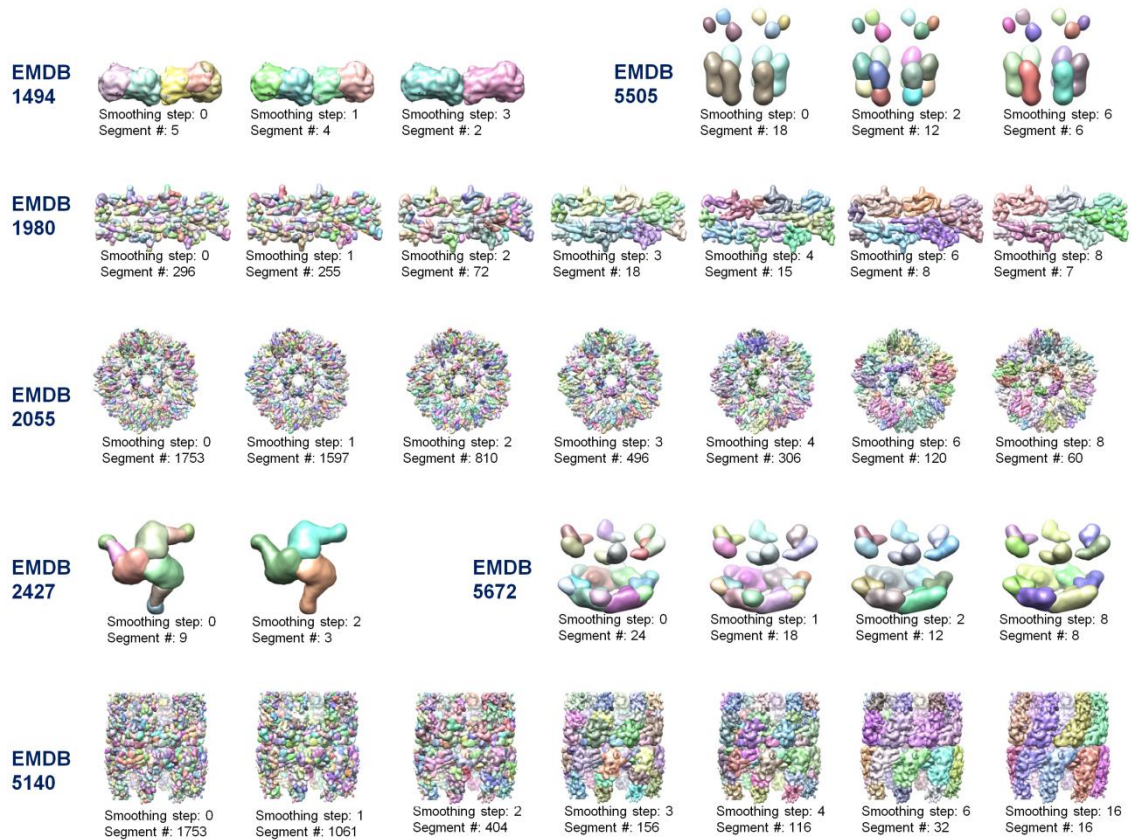 EMDB
1494
Smoothing step: 0
Segment #: 5
Smoothing step: 1
Segment #: 4
Smoothing step: 3
Segment #: 2
EMDB
5505
Smoothing step: 0
Segment #: 18
Smoothing step: 2
Segment #: 12
Smoothing step: 6
Segment #: 6
EMDB
1980
Smoothing step: 0
Segment #: 296
Smoothing step: 1
Segment #: 255
Smoothing step: 2
Segment #: 72
Smoothing step: 3
Segment #: 18
Smoothing step: 4
Segment #: 15
Smoothing step: 6
Segment #: 8
Smoothing step: 8
Segment #: 7
EMDB
2055
Smoothing step: 0
Segment #: 1753
Smoothing step: 1
Segment #: 1597
Smoothing step: 2
Segment #: 810
Smoothing step: 3
Segment #: 496
Smoothing step: 4
Segment #: 306
Smoothing step: 6
Segment #: 120
Smoothing step: 8
Segment #: 60
EMDB
2427
Smoothing step: 0
Segment #: 9
Smoothing step: 2
Segment #: 3
EMDB
5672
Smoothing step: 0
Segment #: 24
Smoothing step: 1
Segment #: 18
Smoothing step: 2
Segment #: 12
Smoothing step: 8
Segment #: 8
EMDB
5140
Smoothing step: 0
Segment #: 1753
Smoothing step: 1
Segment #: 1061
Smoothing step: 2
Segment #: 404
Smoothing step: 3
Segment #: 156
Smoothing step: 4
Segment #: 116
Smoothing step: 6
Segment #: 32
Smoothing step: 16
Segment #: 16